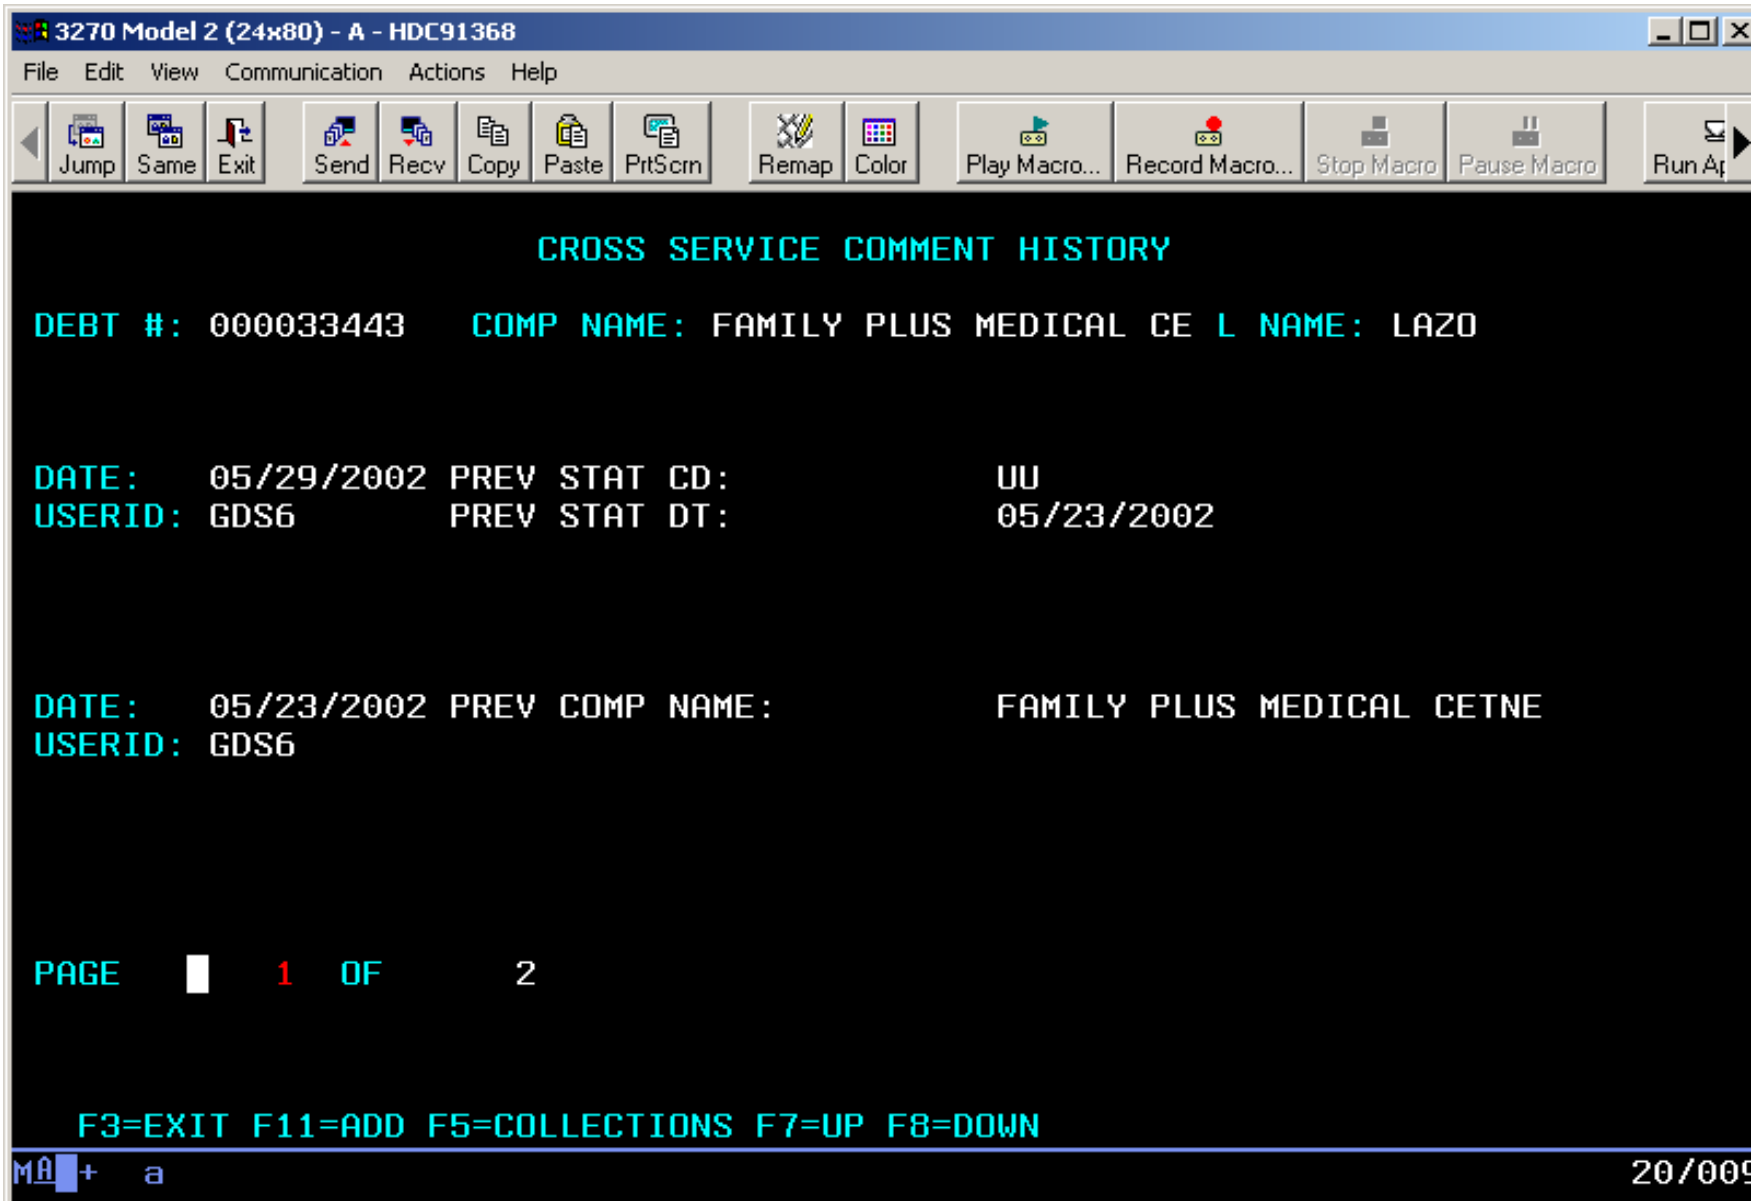 3270 Model 2 (24x80) - A - HDC91368
File Edit View Communication Actions Help
Jump Same Exit Send Recv Copy Paste PrtScrn Remap Color Play Macro... Record Macro... Stop Macro Pause Macro Run Ap
CROSS SERVICE COMMENT HISTORY
DEBT #: 000033443 COMP NAME: FAMILY PLUS MEDICAL CE L NAME: LAZO
DATE: 05/29/2002 PREV STAT CD: UU
USERID: GDS6 PREV STAT DT: 05/23/2002
DATE: 05/23/2002 PREV COMP NAME: FAMILY PLUS MEDICAL CETNE
USERID: GDS6
PAGE 1 OF 2
F3=EXIT F11=ADD F5=COLLECTIONS F7=UP F8=DOWN
MA + a 20/009